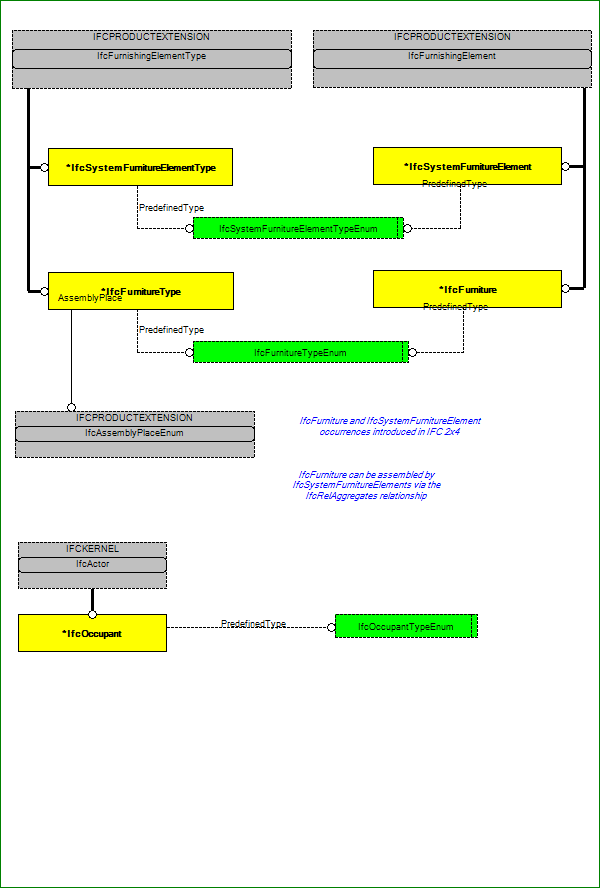 IFCPRODUCTEXTENSION
IfcFurnishingElementType
IFCPRODUCTEXTENSION
IfcFurnishingElement
*IfcSystemFurnitureElementType
*IfcSystemFurnitureElement
PredefinedType
PredefinedType
IfcSystemFurnitureElementTypeEnum
*IfcFurnitureType
AssemblyPlace
*IfcFurniture
PredefinedType
PredefinedType
IfcFurnitureTypeEnum
IFCPRODUCTEXTENSION
IfcAssemblyPlaceEnum
IfcFurniture and IfcSystemFurnitureElement
occurrences introduced in IFC 2x4
IfcFurniture can be assembled by
IfcSystemFurnitureElements via the
IfcRelAggregates relationship
IFCKERNEL
IfcActor
*IfcOccupant
PredefinedType
IfcOccupantTypeEnum